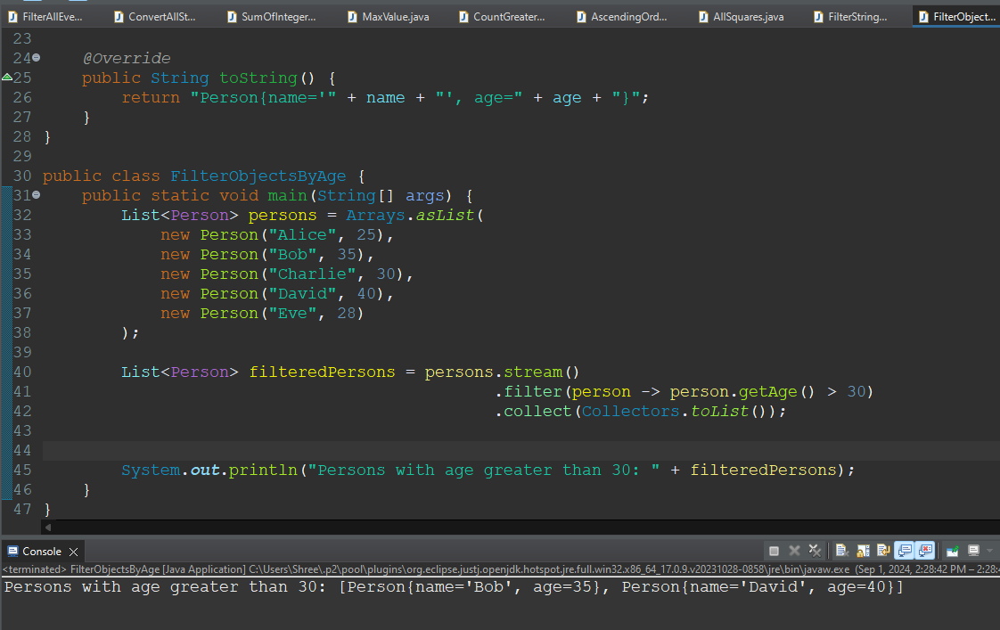 FilterAllEve...
ConvertAllSt...
SumOfInteger...
MaxValue.java
CountGreater...
AscendingOrd...
AllSquares.java
FilterString...
FilterObject...
23
24 @Override
25 public String toString() {
26 return "Person{name='" + name + "', age=" + age + "}";
27 }
28 }
29
30 public class FilterObjectsByAge {
31 public static void main(String[] args) {
32 List<Person> persons = Arrays.asList(
33 new Person("Alice", 25),
34 new Person("Bob", 35),
35 new Person("Charlie", 30),
36 new Person("David", 40),
37 new Person("Eve", 28)
38 );
39
40 List<Person> filteredPersons = persons.stream()
41 .filter(person -> person.getAge() > 30)
42 .collect(Collectors.toList());
43
44
45 System.out.println("Persons with age greater than 30: " + filteredPersons);
46 }
47 }
Console
<terminated> FilterObjectsByAge [Java Application] C:\Users\Shree\.p2\pool\plugins\org.eclipse.justj.openjdk.hotspot.jre.full.win32.x86_64_17.0.9.v20231028-0858\jre\bin\javaw.exe (Sep 1, 2024, 2:28:42 PM – 2:28:
Persons with age greater than 30: [Person{name='Bob', age=35}, Person{name='David', age=40}]